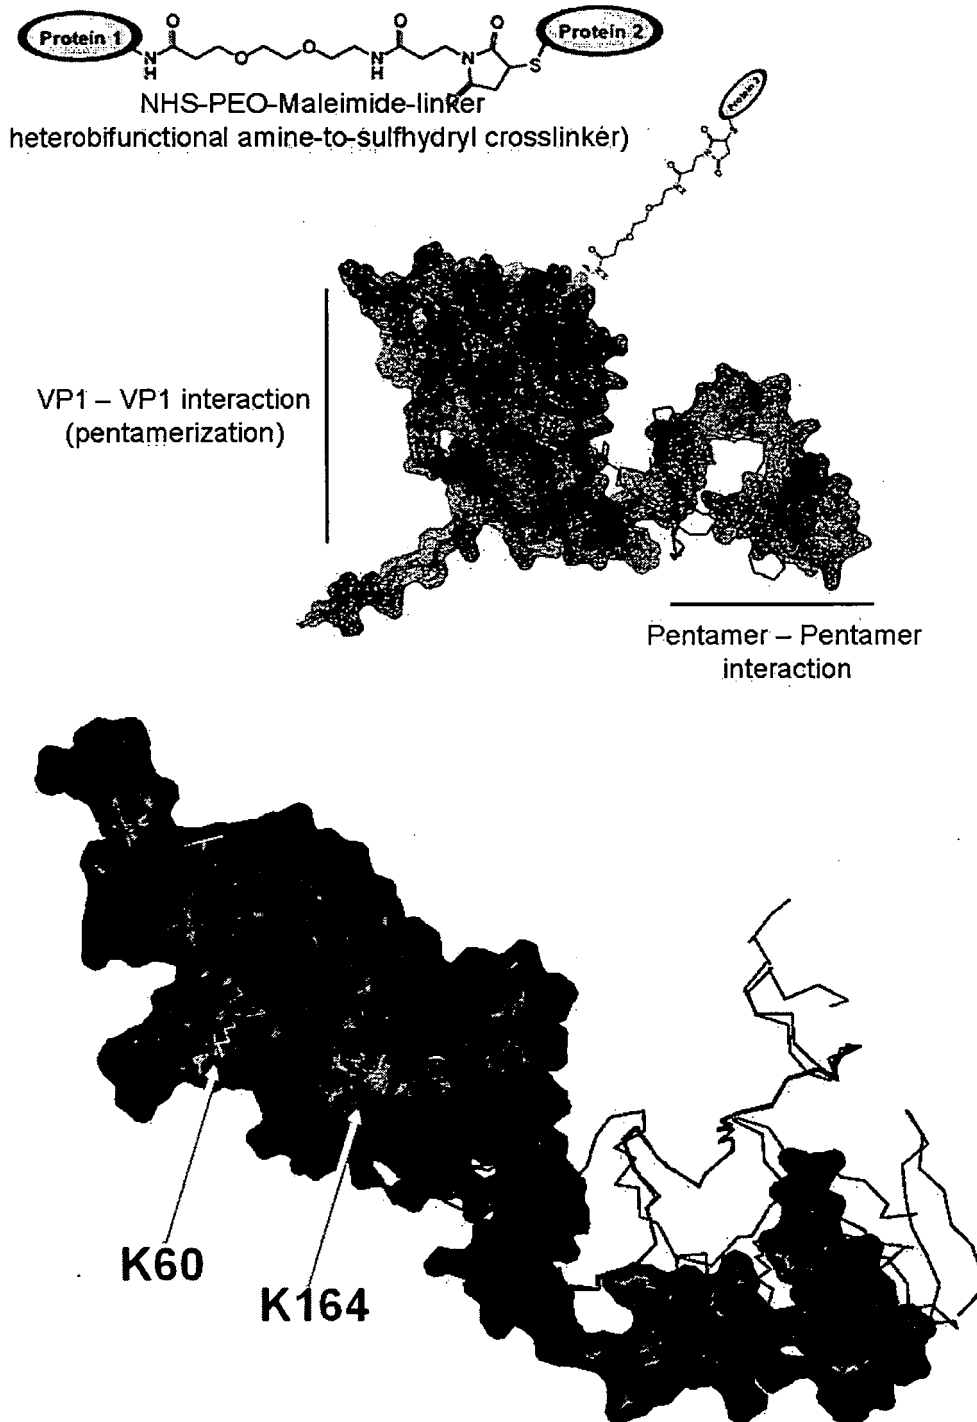 Protein 1
Protein 2
O
O
O
O
O
N
H
N
H
N
S
NHS-PEO-Maleimide-linker
heterobifunctional amine-to-sulfhydryl crosslinker)
VP1 – VP1 interaction
(pentamerization)
Pentamer – Pentamer
interaction
K60
K164